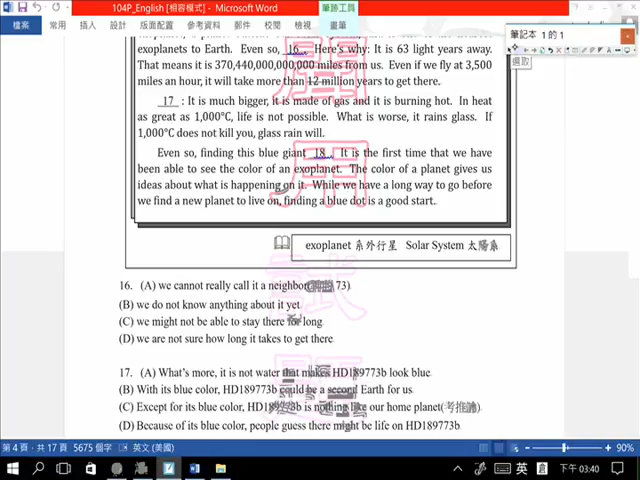 104P_English [相容模式]
筆跡工具
檔案 常用 插入 設計 版面配置 參考資料 郵件 校閱 檢視 畫筆
筆記本 1 的 1
選取
exoplanets to Earth. Even so, 16 . Here's why: It is 63 light years away.
That means it is 370,440,000,000,000 miles from us. Even if we fly at 3,500
miles an hour, it will take more than 12 million years to get there.
17 : It is much bigger, it is made of gas and it is burning hot. In heat
as great as 1,000°C, life is not possible. What is worse, it rains glass. If
1,000°C does not kill you, glass rain will.
Even so, finding this blue giant 18 . It is the first time that we have
been able to see the color of an exoplanet. The color of a planet gives us
ideas about what is happening on it. While we have a long way to go before
we find a new planet to live on, finding a blue dot is a good start.
exoplanet 系外行星 Solar System 太陽系
16. (A) we cannot really call it a neighbor 73)
(B) we do not know anything about it yet
(C) we might not be able to stay there for long
(D) we are not sure how long it takes to get there
17. (A) What's more, it is not water that makes HD189773b look blue
(B) With its blue color, HD189773b could be a second Earth for us
(C) Except for its blue color, HD189773b is nothing like our home planet(考推論)
(D) Because of its blue color, people guess there might be life on HD189773b
第 4 頁，共 17 頁 5675 個字 英文 (美國) 90%
英 下午 03:40